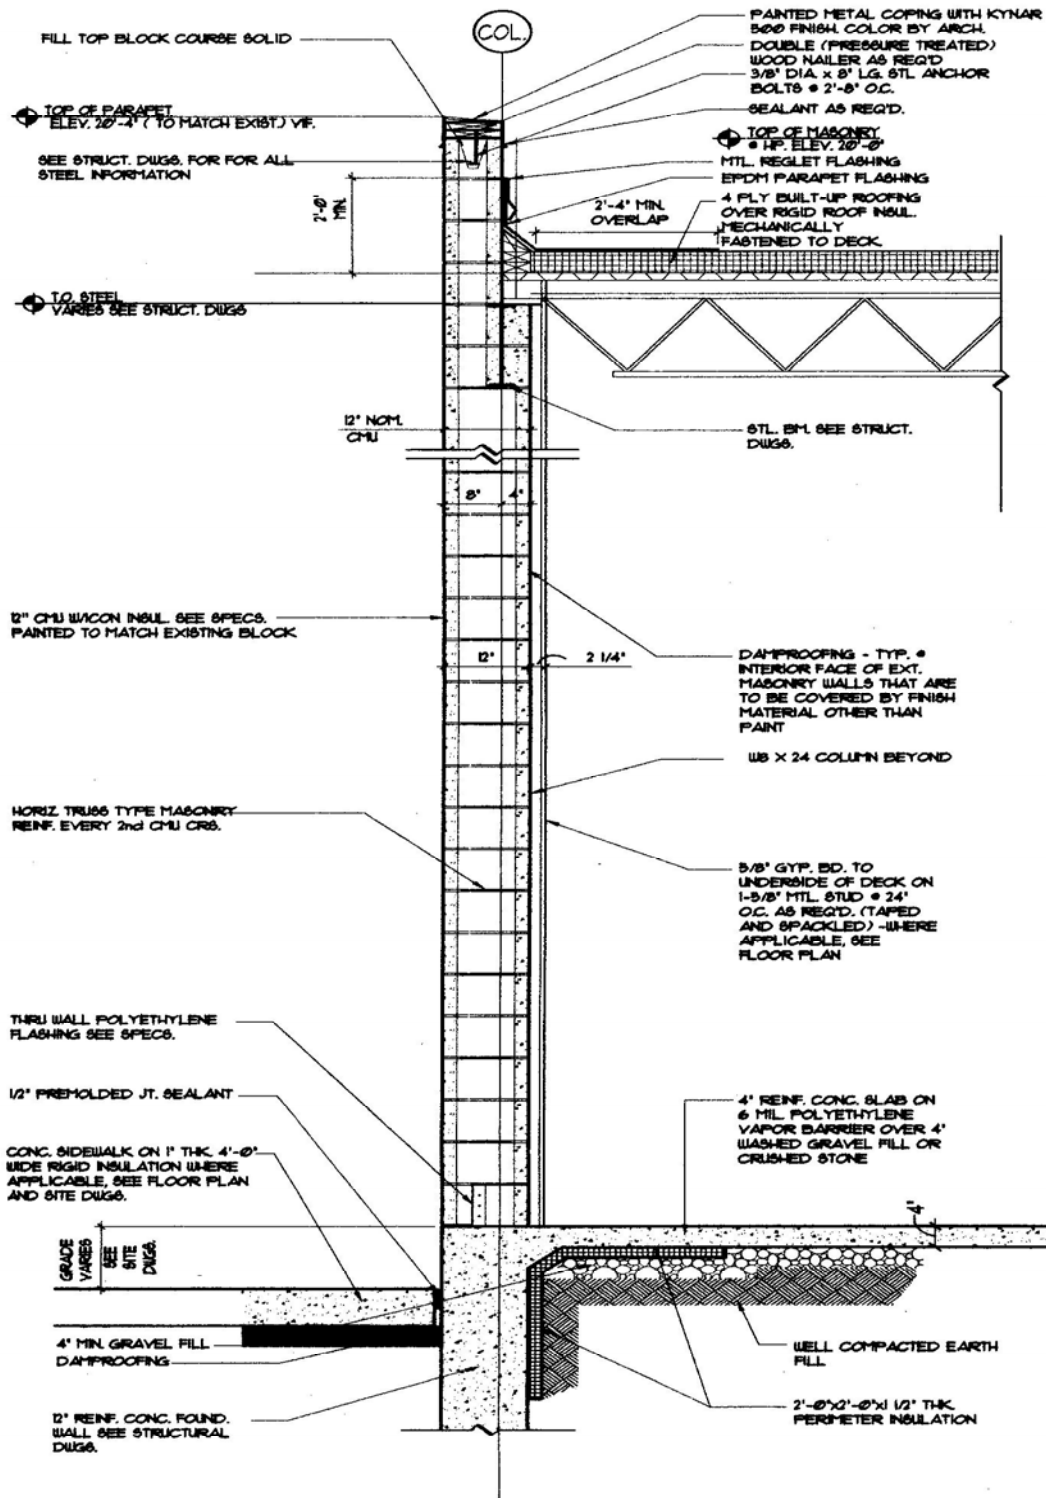 COL.
FILL TOP BLOCK COURSE SOLID
TOP OF PARAPET
ELEV. 20'-4" ( TO MATCH EXIST.) VIF.
SEE STRUCT. DWGS. FOR FOR ALL
STEEL INFORMATION
2'-0"
MIN.
T.O. STEEL
VARIES SEE STRUCT. DWGS
12" NOM.
CMU
8"
4"
12" CMU W/ICON INSUL. SEE SPECS.
PAINTED TO MATCH EXISTING BLOCK
12"
2 1/4"
HORIZ. TRUSS TYPE MASONRY
REINF. EVERY 2nd CMU CRS.
THRU WALL POLYETHYLENE
FLASHING SEE SPECS.
1/2" PREMOLDED JT. SEALANT
CONC. SIDEWALK ON 1" THK. 4'-0"
WIDE RIGID INSULATION WHERE
APPLICABLE, SEE FLOOR PLAN
AND SITE DWGS.
GRADE
VARIES
SEE
SITE
DWGS.
4" MIN. GRAVEL FILL
DAMPROOFING
12" REINF. CONC. FOUND.
WALL SEE STRUCTURAL
DWGS.
PAINTED METAL COPING WITH KYNAR
500 FINISH. COLOR BY ARCH.
DOUBLE (PRESSURE TREATED)
WOOD NAILER AS REQ'D
3/8" DIA. x 8" LG. STL ANCHOR
BOLTS @ 2'-8" O.C.
SEALANT AS REQ'D.
TOP OF MASONRY
@ HP. ELEV. 20'-0"
MTL. REGLET FLASHING
EPDM PARAPET FLASHING
2'-4" MIN.
OVERLAP
4 PLY BUILT-UP ROOFING
OVER RIGID ROOF INSUL.
MECHANICALLY
FASTENED TO DECK
STL. BM. SEE STRUCT.
DWGS.
DAMPROOFING - TYP. @
INTERIOR FACE OF EXT.
MASONRY WALLS THAT ARE
TO BE COVERED BY FINISH
MATERIAL OTHER THAN
PAINT
W8 X 24 COLUMN BEYOND
5/8" GYP. BD. TO
UNDERSIDE OF DECK ON
1-5/8" MTL. STUD @ 24"
O.C. AS REQ'D. (TAPED
AND SPACKLED) -WHERE
APPLICABLE, SEE
FLOOR PLAN
4" REINF. CONC. SLAB ON
6 MIL. POLYETHYLENE
VAPOR BARRIER OVER 4"
WASHED GRAVEL FILL OR
CRUSHED STONE
4"
WELL COMPACTED EARTH
FILL
2'-0"x2'-0"x1 1/2" THK.
PERIMETER INSULATION